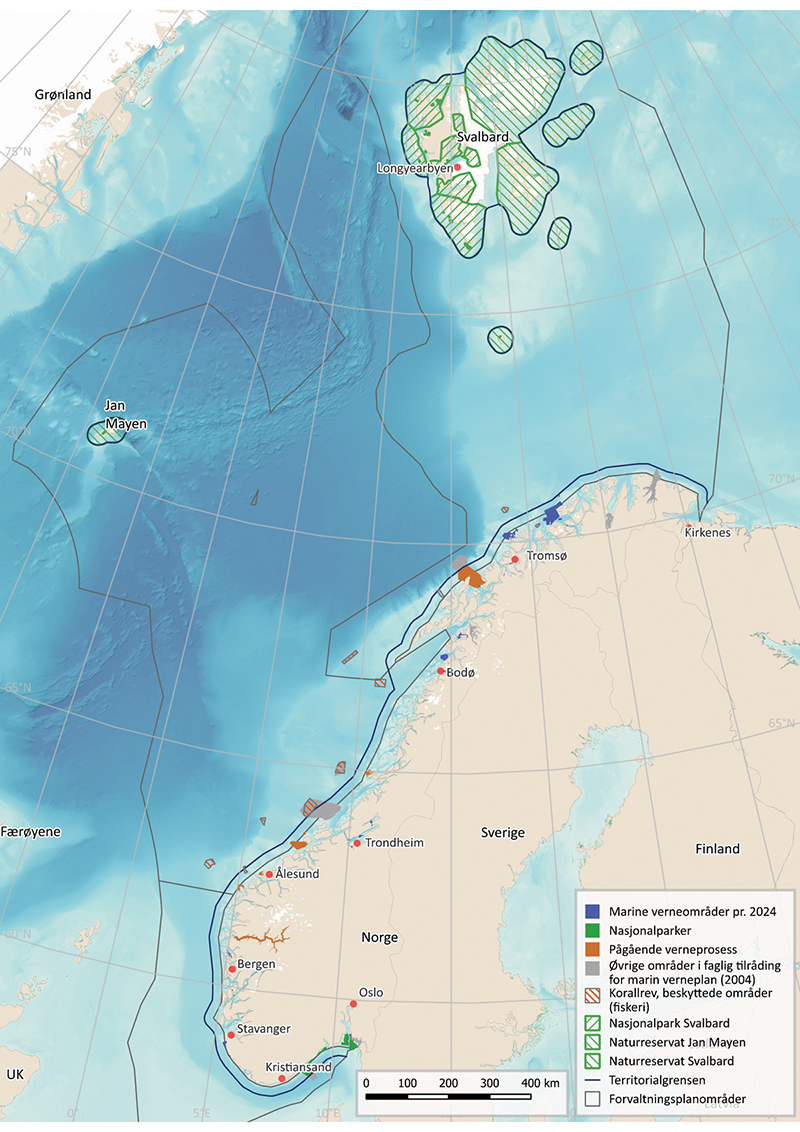 Grønland
75°N
Svalbard
Longyearbyen
75°N
Jan
Mayen
70°N
70°N
Kirkenes
Tromsø
Bodø
65°N
65°N
Færøyene
Trondheim
Sverige
Finland
Ålesund
Norge
60°N
Bergen
Oslo
Stavanger
Kristiansand
UK
0°
5°E
10°E
Latvia
0 100 200 300 400 km
Marine verneområder pr. 2024
Nasjonalparker
Pågående verneprosess
Øvrige områder i faglig tilråding
for marin verneplan (2004)
Korallrev, beskyttede områder
(fiskeri)
Nasjonalpark Svalbard
Naturreservat Jan Mayen
Naturreservat Svalbard
Territorialgrensen
Forvaltningsplanområder